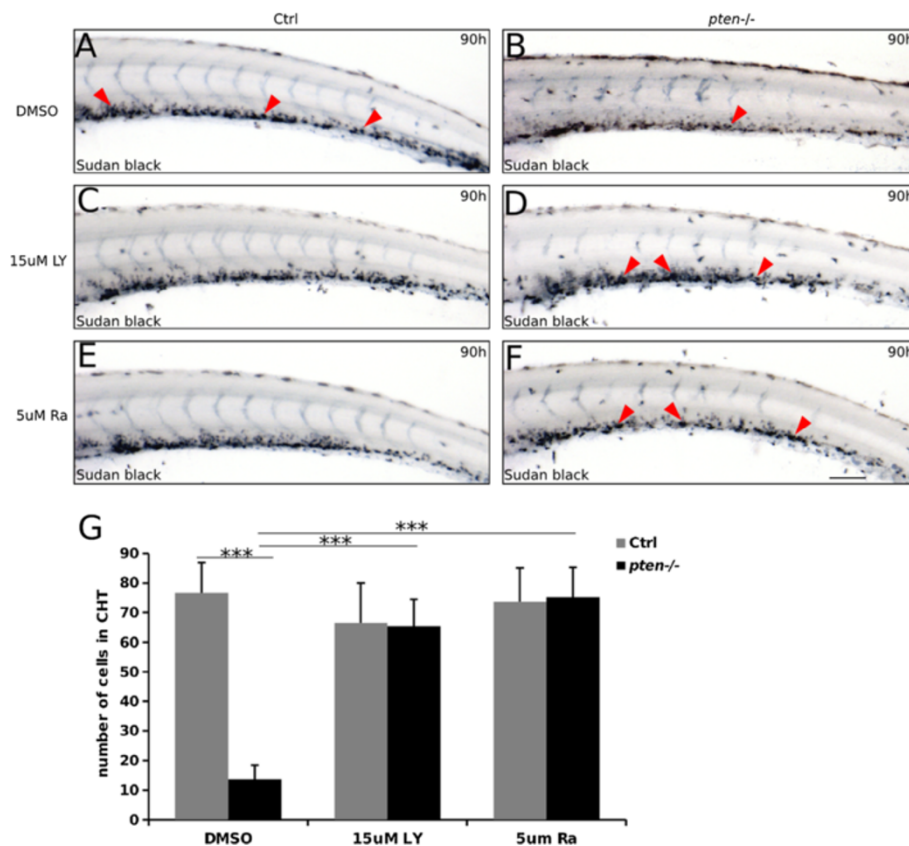 Ctrl
pten-/-
A
90h
B
90h
DMSO
Sudan black
Sudan black
C
90h
D
90h
15uM LY
Sudan black
Sudan black
E
90h
F
90h
5uM Ra
Sudan black
Sudan black
G
***
***
***
Ctrl
pten-/-
90
80
70
60
50
40
30
20
10
0
number of cells in CHT
DMSO
15uM LY
5um Ra